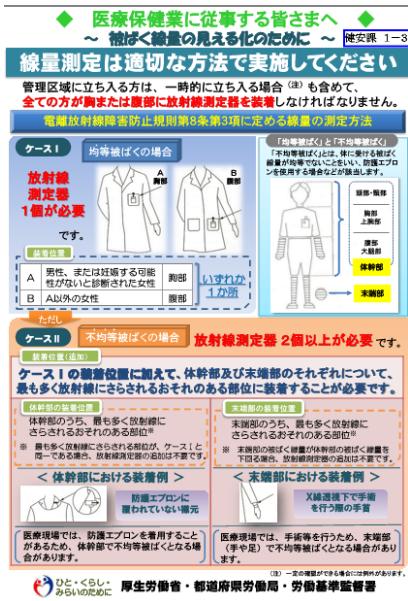 ◆ 医療保健業に従事する皆さまへ ◆
～ 被ばく線量の見える化のために ～
健安課 1－3
線量測定は適切な方法で実施してください
管理区域に立ち入る方は、一時的に立ち入る場合(注)も含めて、
全ての方が胸または腹部に放射線測定器を装着しなければなりません。
電離放射線障害防止規則第8条第3項に定める線量の測定方法
ケースⅠ 均等被ばくの場合
放射線
測定器
1個が必要
です。
A
胸部
B
腹部
装着位置
A 男性、または妊娠する可能
性がないと診断された女性 胸部
B A以外の女性 腹部
いずれか
1か所
「均等被ばく」と「不均等被ばく」
「不均等被ばく」とは、体に受ける被ばく
線量が均等でないことをいい、防護エプロン
を使用する場合などが該当します。
頭部・頸部
胸部
上腕部
腹部
大腿部
体幹部
末端部
ただし
ケースⅡ 不均等被ばくの場合 放射線測定器 2個以上が必要 です。
装着位置(追加)
ケースⅠの装着位置に加えて、体幹部及び末端部のそれぞれについて、
最も多く放射線にさらされるおそれのある部位に装着することが必要です。
体幹部の装着位置
体幹部のうち、最も多く放射線に
さらされるおそれのある部位※
※ 最も多く放射線にさらされる部位が、ケースⅠと
同一である場合、放射線測定器の追加は不要です。
＜ 体幹部における装着例 ＞
防護エプロンに
覆われていない襟元
医療現場では、防護エプロンを着用すること
があるため、体幹部で不均等被ばくとなる場
合があります。
末端部の装着位置
末端部のうち、最も多く放射線に
さらされるおそれのある部位※
※ 末端部の被ばく線量が体幹部の被ばく線量を
下回る場合、放射線測定器の追加は不要です。
＜ 末端部における装着例 ＞
X線透視下で手術
を行う際の手首
医療現場では、手術等を行うため、末端部
（手や足）で不均等被ばくとなる場合があり
ます。
(注) 一定の確認ができる場合には例外があります。
ひと・くらし・
みらいのために
厚生労働省・都道府県労働局・労働基準監督署